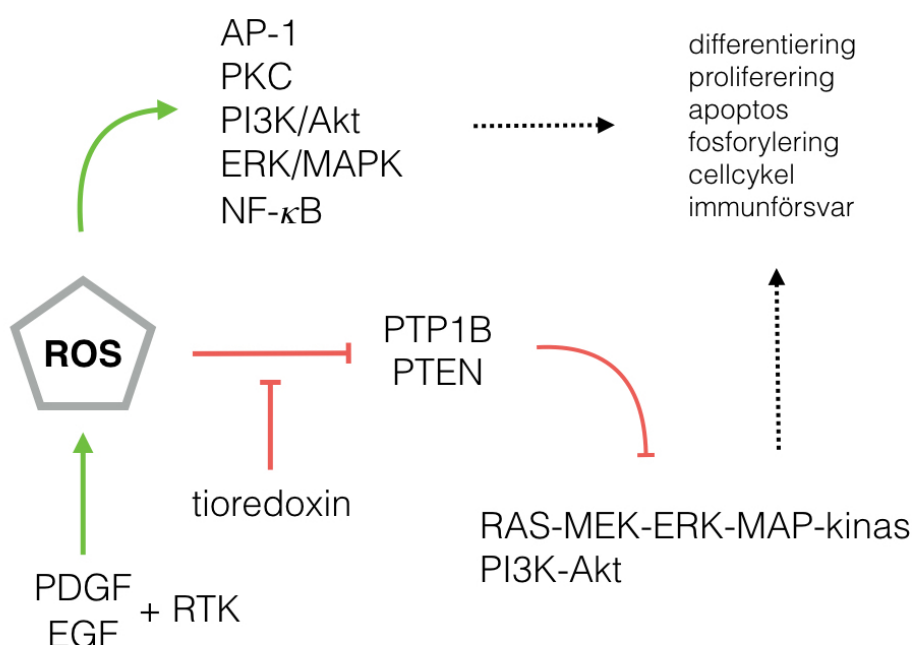 AP-1
PKC
PI3K/Akt
ERK/MAPK
NF-κB
differentiering
proliferering
apoptos
fosforylering
cellcykel
immunförsvar
ROS
PTP1B
PTEN
tioredoxin
RAS-MEK-ERK-MAP-kinas
PI3K-Akt
PDGF
EGF
+ RTK